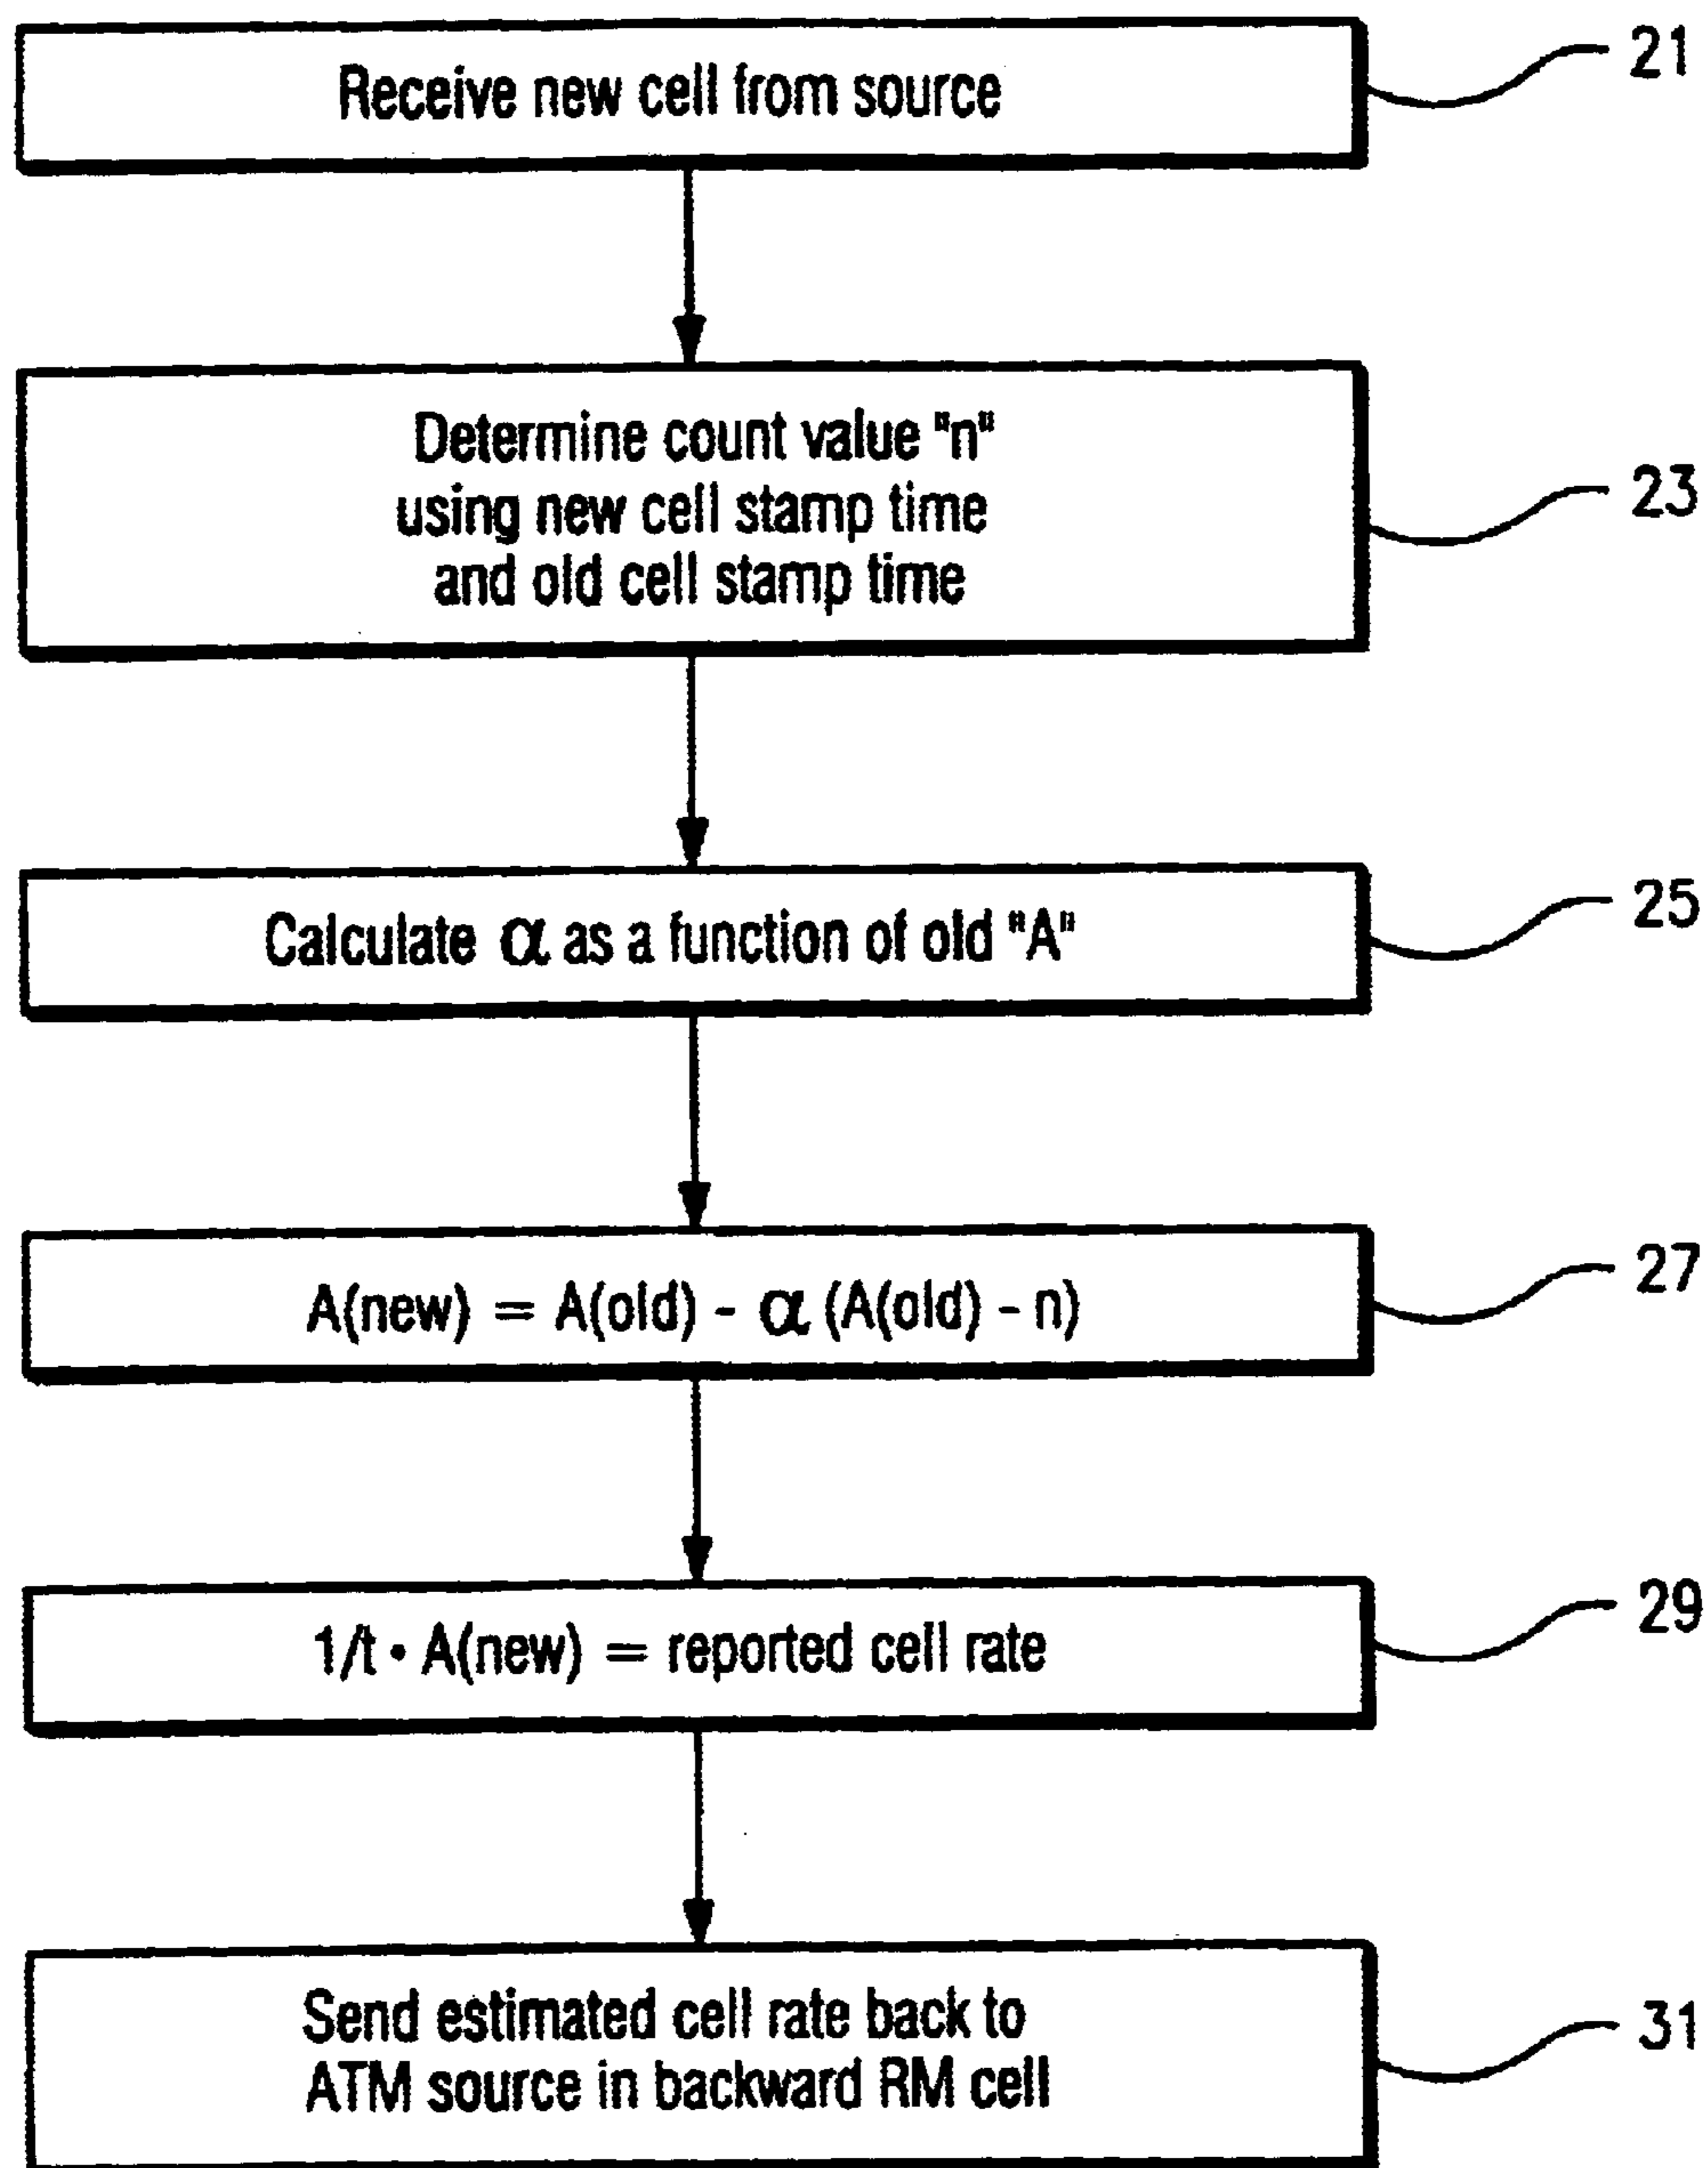 Receive new cell from source
21
Determine count value "n"
using new cell stamp time
and old cell stamp time
23
Calculate α as a function of old "A"
25
A(new) = A(old) - α (A(old) - n)
27
1/t • A(new) = reported cell rate
29
Send estimated cell rate back to
ATM source in backward RM cell
31